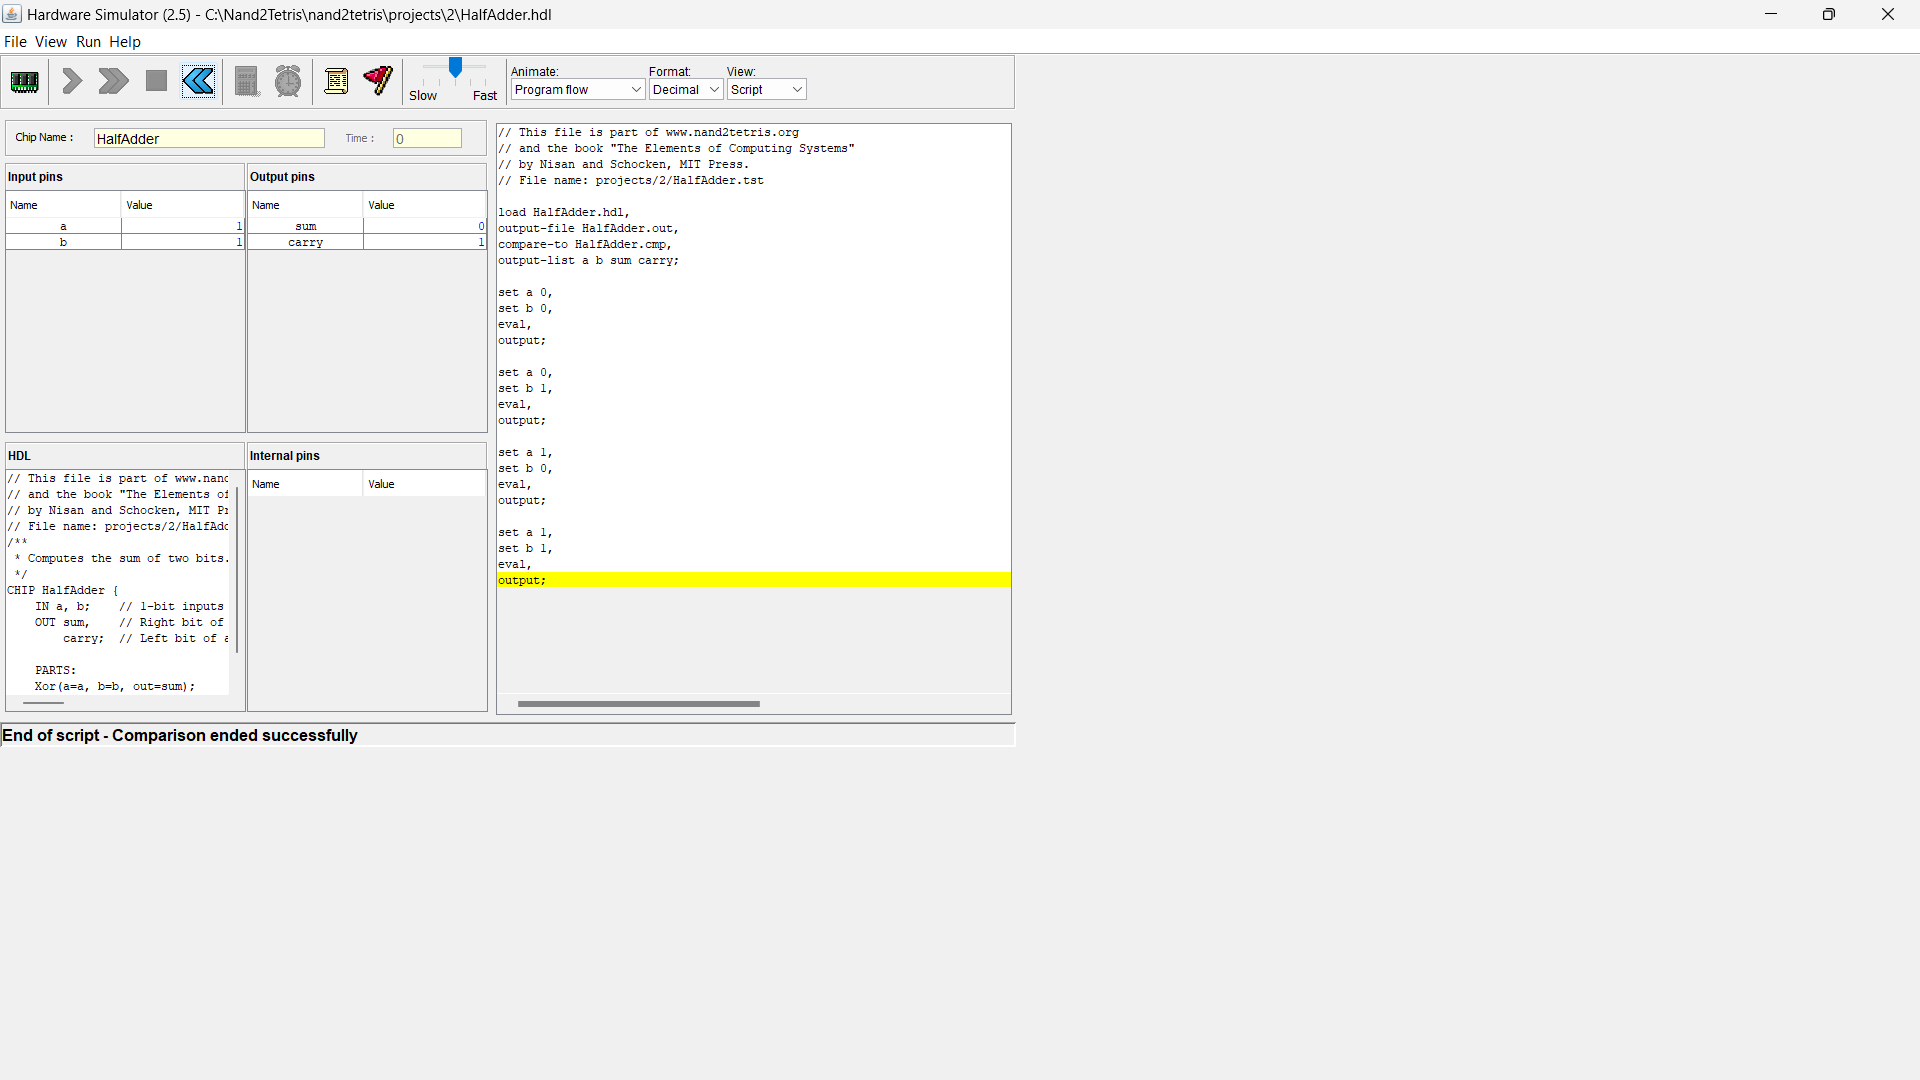 Hardware Simulator (2.5) - C:\Nand2Tetris\nand2tetris\projects\2\HalfAdder.hdl
File View Run Help
Slow Fast
Animate:
Program flow
Format:
Decimal
View:
Script
Chip Name :
HalfAdder
Time :
0
Input pins
Name Value
a 1
b 1
Output pins
Name Value
sum 0
carry 1
HDL
// This file is part of www.nand
// and the book "The Elements of
// by Nisan and Schocken, MIT Pr
// File name: projects/2/HalfAdd
/**
* Computes the sum of two bits.
*/
CHIP HalfAdder {
IN a, b; // 1-bit inputs
OUT sum, // Right bit of
carry; // Left bit of a
PARTS:
Xor(a=a, b=b, out=sum);
Internal pins
Name Value
// This file is part of www.nand2tetris.org
// and the book "The Elements of Computing Systems"
// by Nisan and Schocken, MIT Press.
// File name: projects/2/HalfAdder.tst
load HalfAdder.hdl,
output-file HalfAdder.out,
compare-to HalfAdder.cmp,
output-list a b sum carry;
set a 0,
set b 0,
eval,
output;
set a 0,
set b 1,
eval,
output;
set a 1,
set b 0,
eval,
output;
set a 1,
set b 1,
eval,
output;
End of script - Comparison ended successfully